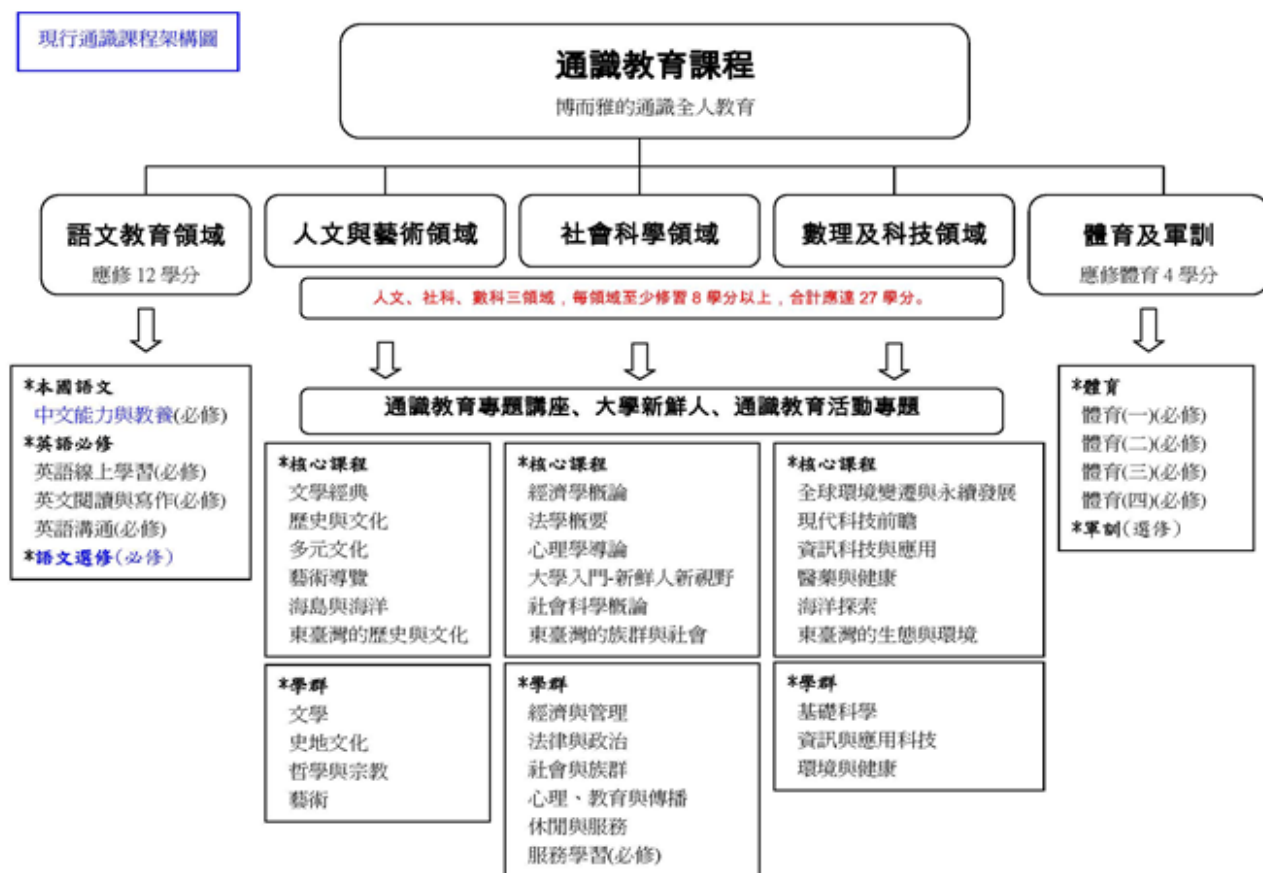 現行通識課程架構圖
通識教育課程
博而雅的通識全人教育
語文教育領域
應修 12 學分
人文與藝術領域
社會科學領域
數理及科技領域
體育及軍訓
應修體育 4 學分
人文、社科、數科三領域，每領域至少修習 8 學分以上，合計應達 27 學分。
*本國語文
中文能力與教養(必修)
*英語必修
英語線上學習(必修)
英文閱讀與寫作(必修)
英語溝通(必修)
*語文選修(必修)
通識教育專題講座、大學新鮮人、通識教育活動專題
*核心課程
文學經典
歷史與文化
多元文化
藝術導覽
海島與海洋
東臺灣的歷史與文化
*學群
文學
史地文化
哲學與宗教
藝術
*核心課程
經濟學概論
法學概要
心理學導論
大學入門-新鮮人新視野
社會科學概論
東臺灣的族群與社會
*學群
經濟與管理
法律與政治
社會與族群
心理、教育與傳播
休閒與服務
服務學習(必修)
*核心課程
全球環境變遷與永續發展
現代科技前瞻
資訊科技與應用
醫藥與健康
海洋探索
東臺灣的生態與環境
*學群
基礎科學
資訊與應用科技
環境與健康
*體育
體育(一)(必修)
體育(二)(必修)
體育(三)(必修)
體育(四)(必修)
*軍訓(選修)